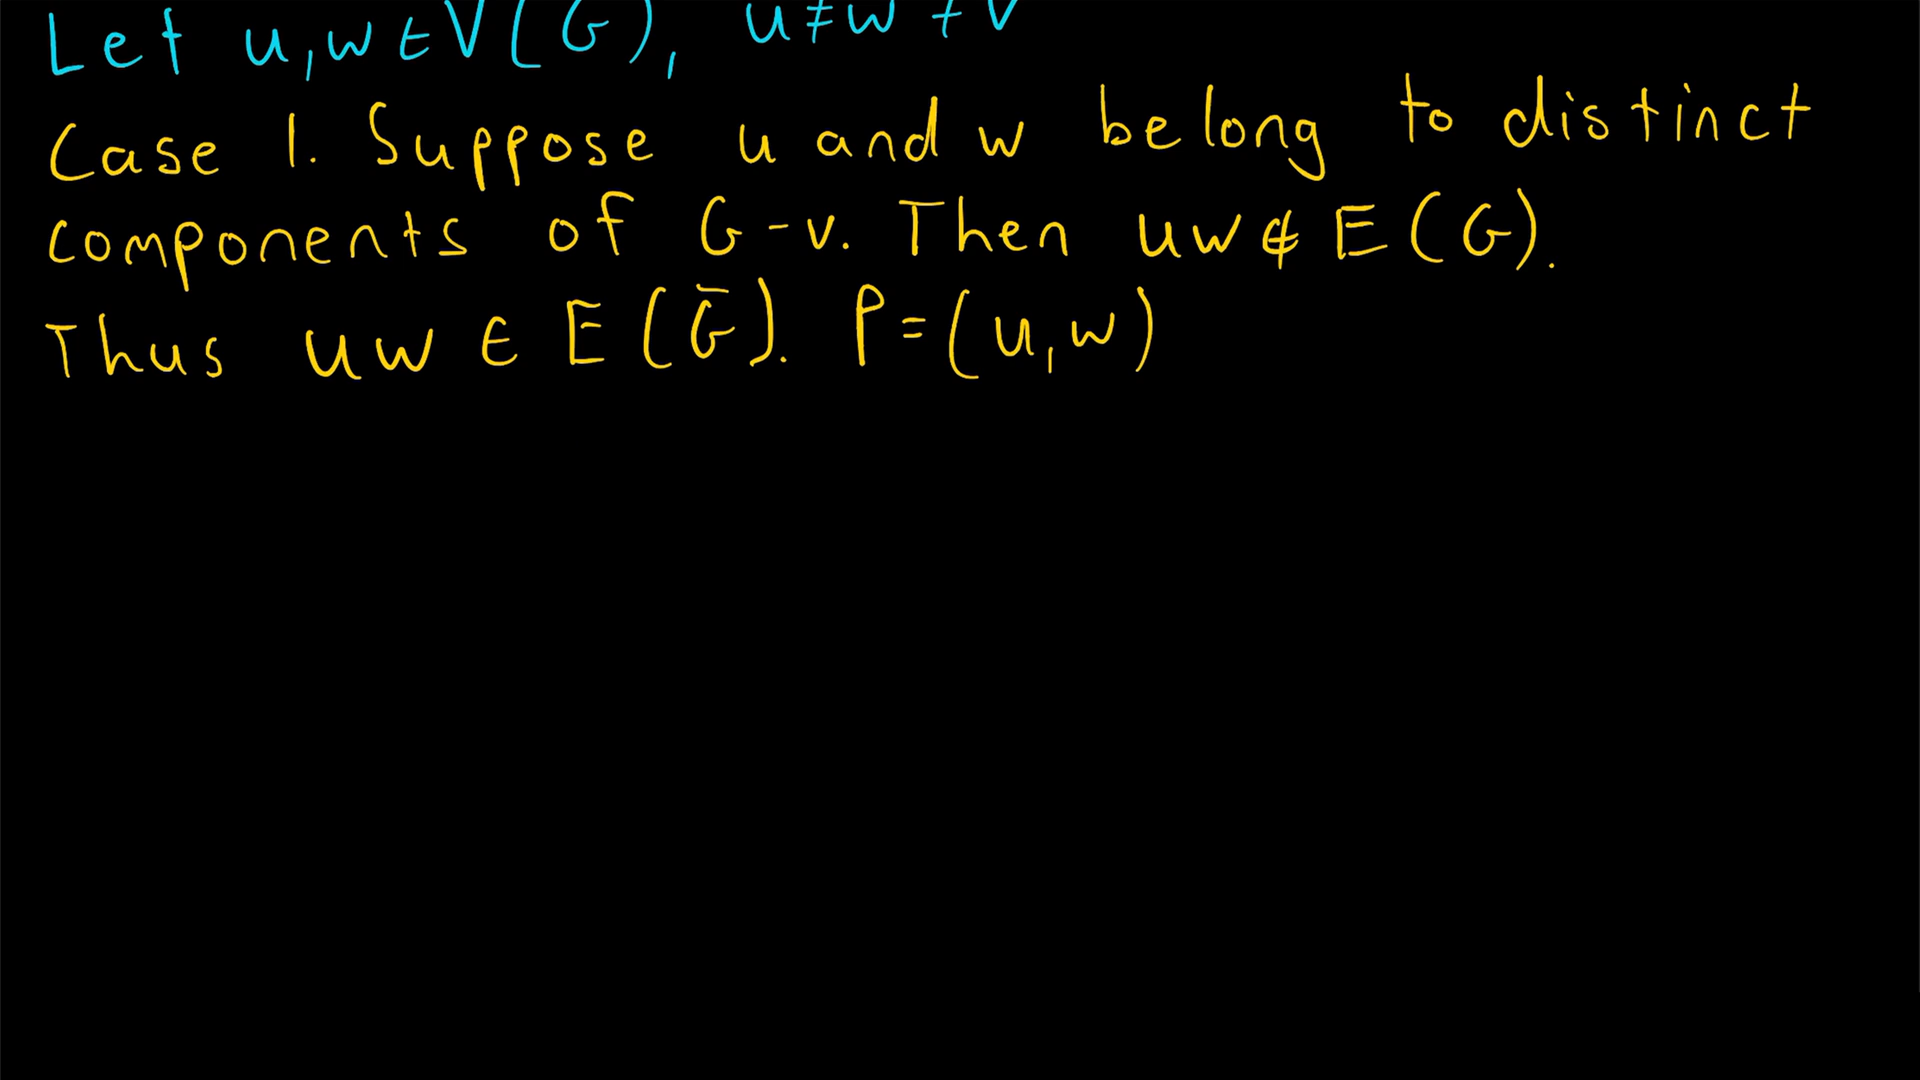 Let u,w ∈ V(G), u ≠ w ≠ v
Case 1. Suppose u and w belong to distinct
components of G-v. Then uw ∉ E(G).
Thus uw ∈ E(Ḡ). P=(u,w)